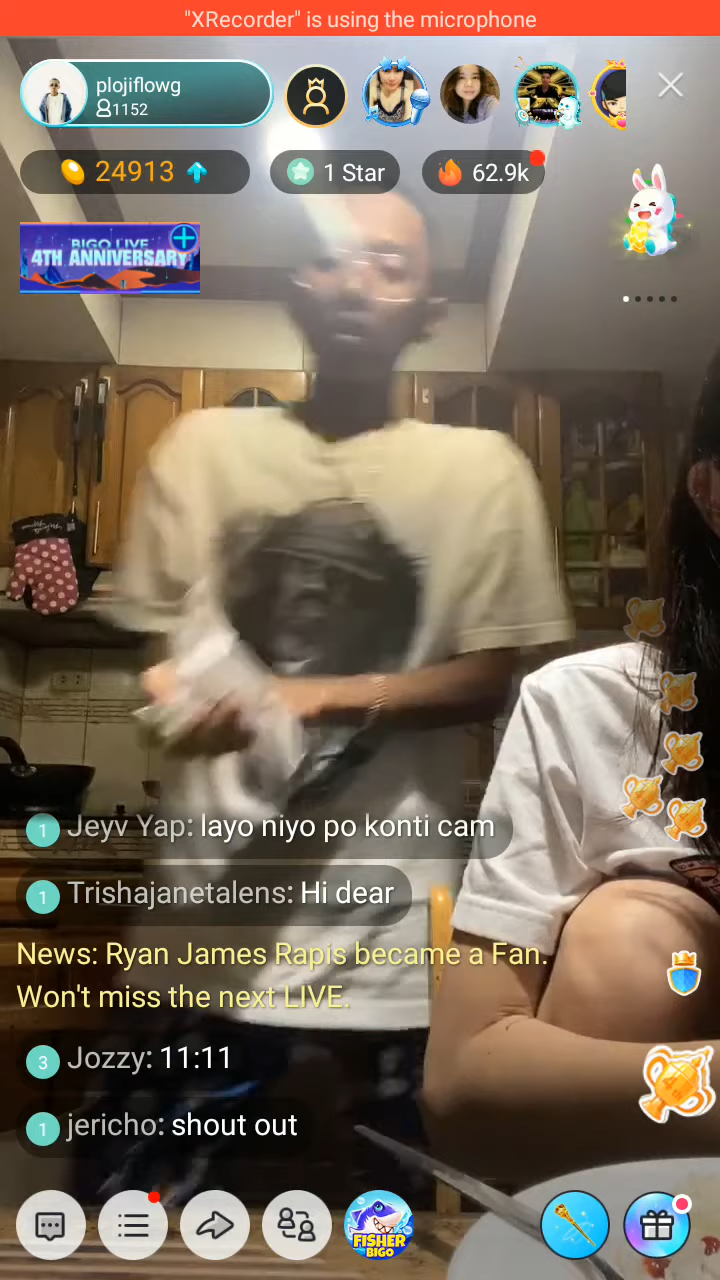 "XRecorder" is using the microphone
plojiflowg
1152
24913
1 Star
62.9k
BIGO LIVE
4TH ANNIVERSARY
1 Jeyv Yap: layo niyo po konti cam
1 Trishajanetalens: Hi dear
News: Ryan James Rapis became a Fan.
Won't miss the next LIVE.
3 Jozzy: 11:11
1 jericho: shout out
FISHER
BIGO